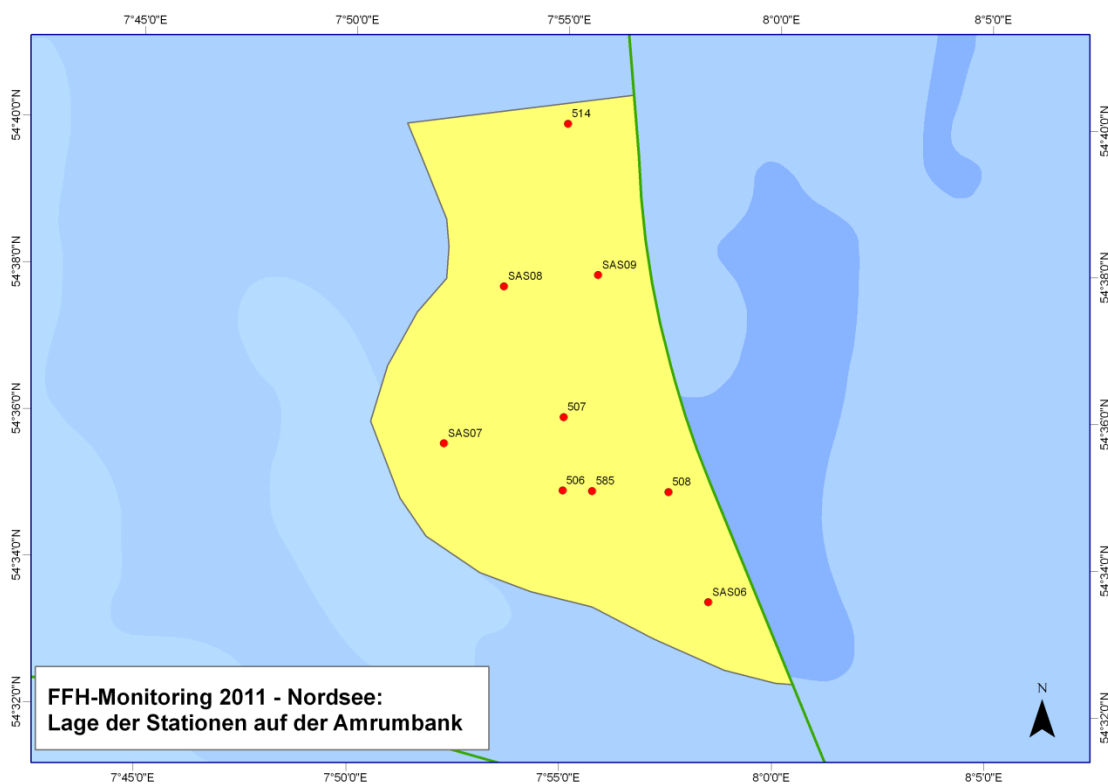 7°45'0"E 7°50'0"E 7°55'0"E 8°0'0"E 8°5'0"E
54°40'0"N 54°40'0"N
514
54°38'0"N 54°38'0"N
SAS09
SAS08
54°36'0"N 54°36'0"N
507
SAS07
506 585 508
54°34'0"N 54°34'0"N
SAS06
54°32'0"N 54°32'0"N
FFH-Monitoring 2011 - Nordsee:
Lage der Stationen auf der Amrumbank
N
7°45'0"E 7°50'0"E 7°55'0"E 8°0'0"E 8°5'0"E